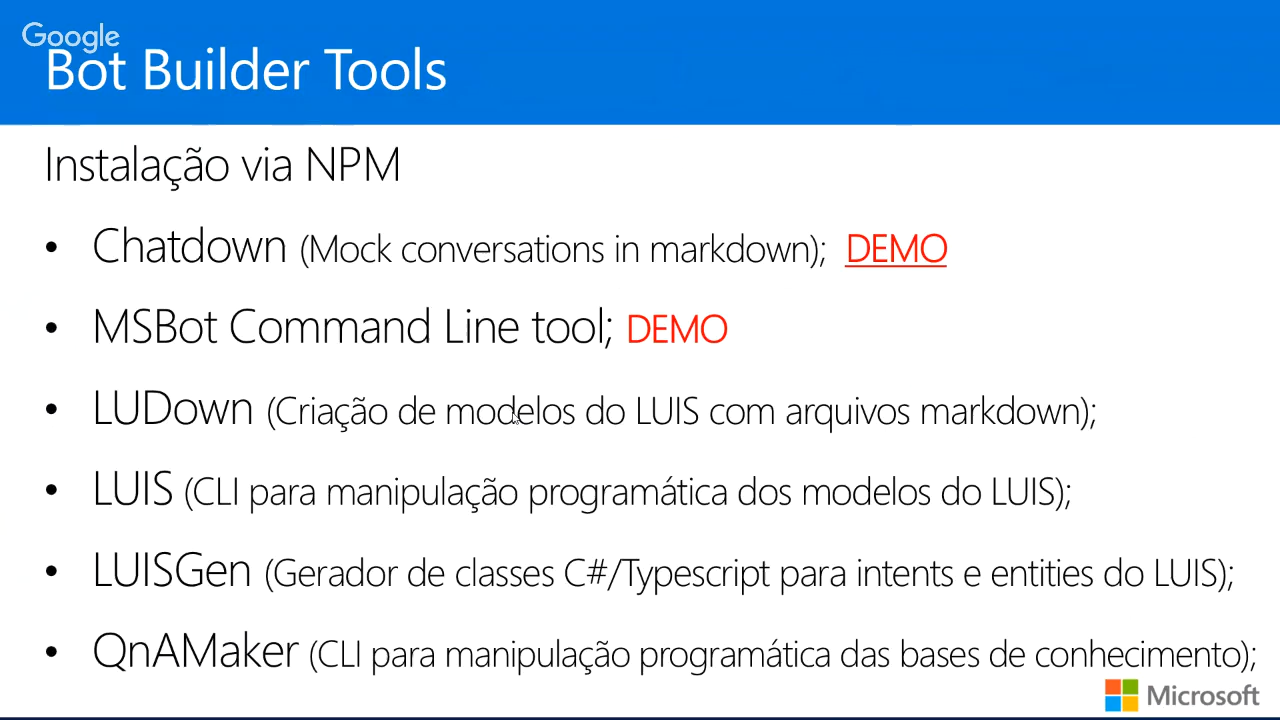 Google
Bot Builder Tools
Instalação via NPM
• Chatdown (Mock conversations in markdown); DEMO
• MSBot Command Line tool; DEMO
• LUDown (Criação de modelos do LUIS com arquivos markdown);
• LUIS (CLI para manipulação programática dos modelos do LUIS);
• LUISGen (Gerador de classes C#/Typescript para intents e entities do LUIS);
• QnAMaker (CLI para manipulação programática das bases de conhecimento);
Microsoft